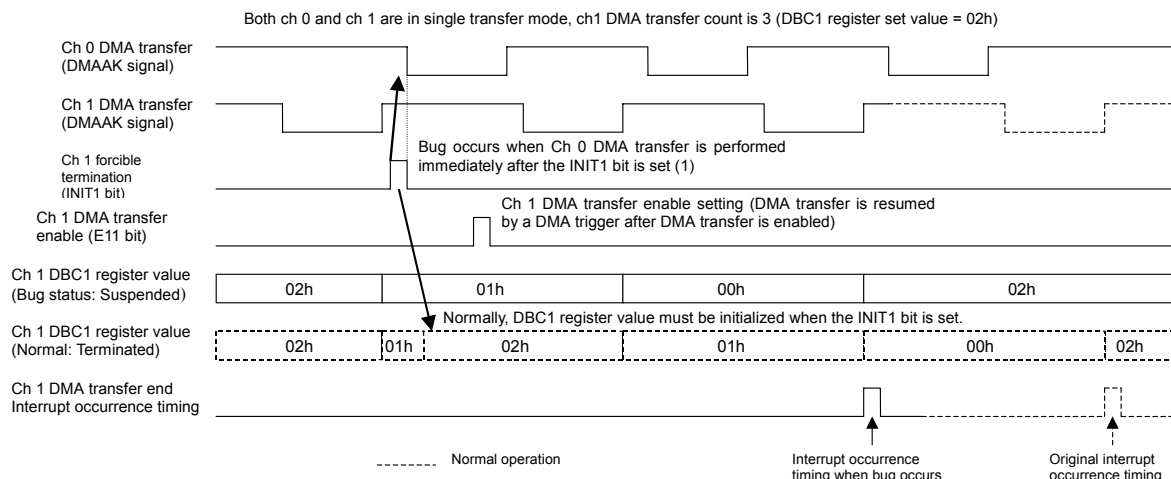 Both ch 0 and ch 1 are in single transfer mode, ch1 DMA transfer count is 3 (DBC1 register set value = 02h)
Ch 0 DMA transfer
(DMAAK signal)
Ch 1 DMA transfer
(DMAAK signal)
Bug occurs when Ch 0 DMA transfer is performed
immediately after the INIT1 bit is set (1)
Ch 1 forcible
termination
(INIT1 bit)
Ch 1 DMA transfer enable setting (DMA transfer is resumed
by a DMA trigger after DMA transfer is enabled)
Ch 1 DMA transfer
enable (E11 bit)
Ch 1 DBC1 register value
(Bug status: Suspended)
02h 01h 00h 02h
Normally, DBC1 register value must be initialized when the INIT1 bit is set.
Ch 1 DBC1 register value
(Normal: Terminated)
02h 01h 02h 01h 00h 02h
Ch 1 DMA transfer end
Interrupt occurrence timing
Normal operation
Interrupt occurrence
timing when bug occurs
Original interrupt
occurrence timing